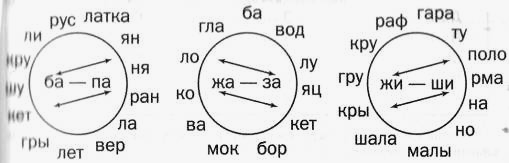 рус
латка
ян
ня
ран
ла
вер
лет
гры
кет
шу
кру
ли
ба — па
ба
вод
лу
яц
кет
бор
мок
ва
ко
ло
гла
жа — за
гара
ту
поло
рма
на
но
малы
шала
кры
гру
кру
раф
жи — ши